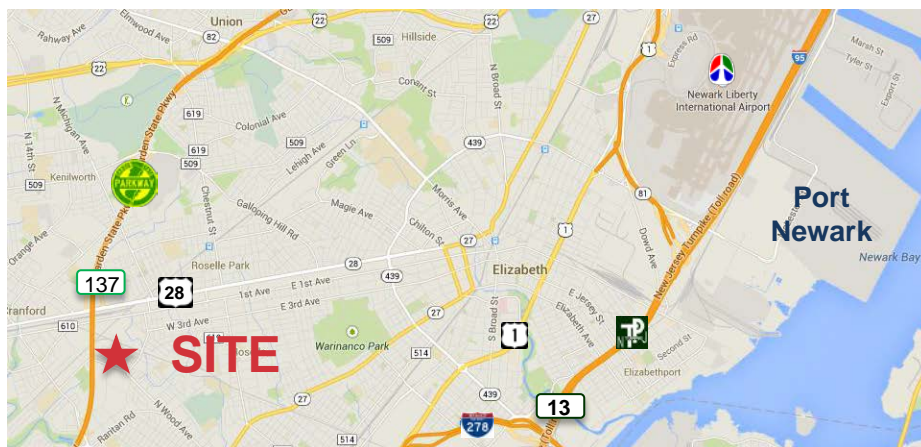 Union
22
27
Rahway Ave
Elmwood Ave
82
509
Hillside
1
Express Rd
95
Marsh St
Tyler St
Export St
22
22
N Broad St
Conant St
Newark Liberty
International Airport
N Michigan Ave
619
Colonial Ave
439
N 14th St
Lehigh Ave
Green Ln
509
Garden State Pkwy
509
Kenilworth
PARKWAY
Chestnut St
Galloping Hill Rd
Magie Ave
Morris Ave
Chilton St
81
Port
Newark
Orange Ave
Garden State Pkwy
27
1
Dowd Ave
New Jersey Turnpike (Toll road)
Newark Bay
Roselle Park
28
Elizabeth
137
28
1st Ave
E 1st Ave
439
Cranford
E 3rd Ave
E Jersey St
610
W 3rd Ave
27
S Broad St
Elizabeth Ave
1
Second St
SITE
Warinanco Park
514
Elizabethport
N Wood Ave
27
439
13
Raritan Rd
514
278